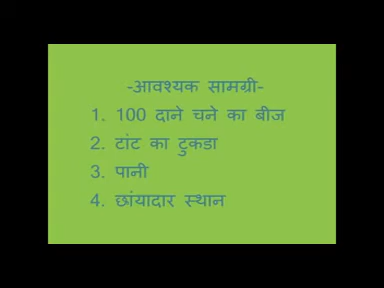 -आवश्यक सामग्री-
1. 100 दाने चने का बीज
2. टांट का टुकडा
3. पानी
4. छांयादार स्थान